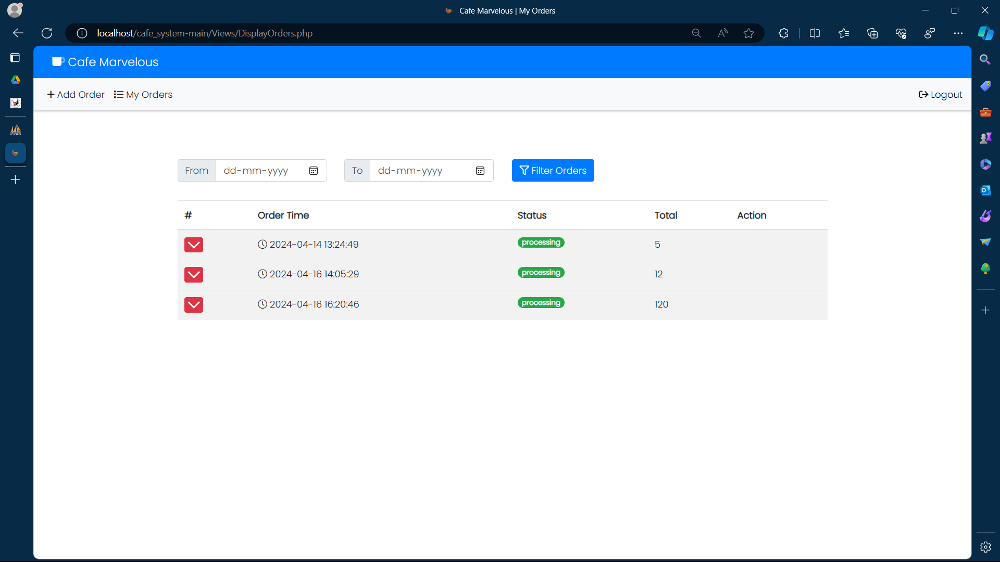 Cafe Marvelous | My Orders
localhost/cafe_system-main/Views/DisplayOrders.php
Cafe Marvelous
Add Order My Orders Logout
From dd-mm-yyyy To dd-mm-yyyy Filter Orders
# Order Time Status Total Action
2024-04-14 13:24:49 processing 5
2024-04-16 14:05:29 processing 12
2024-04-16 16:20:46 processing 120